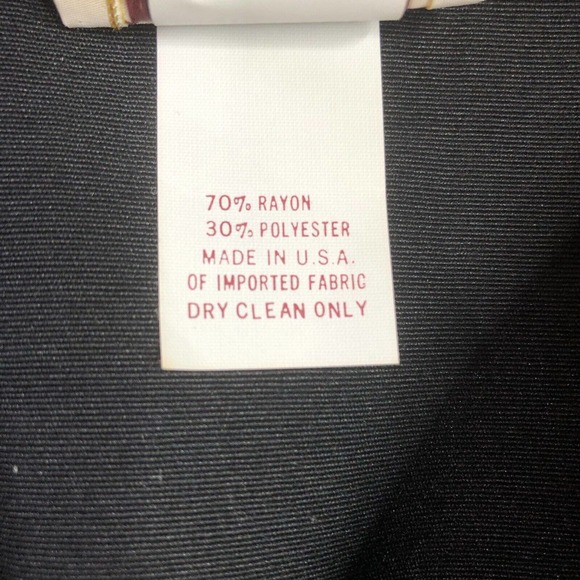 70% RAYON
30% POLYESTER
MADE IN U.S.A.
OF IMPORTED FABRIC
DRY CLEAN ONLY